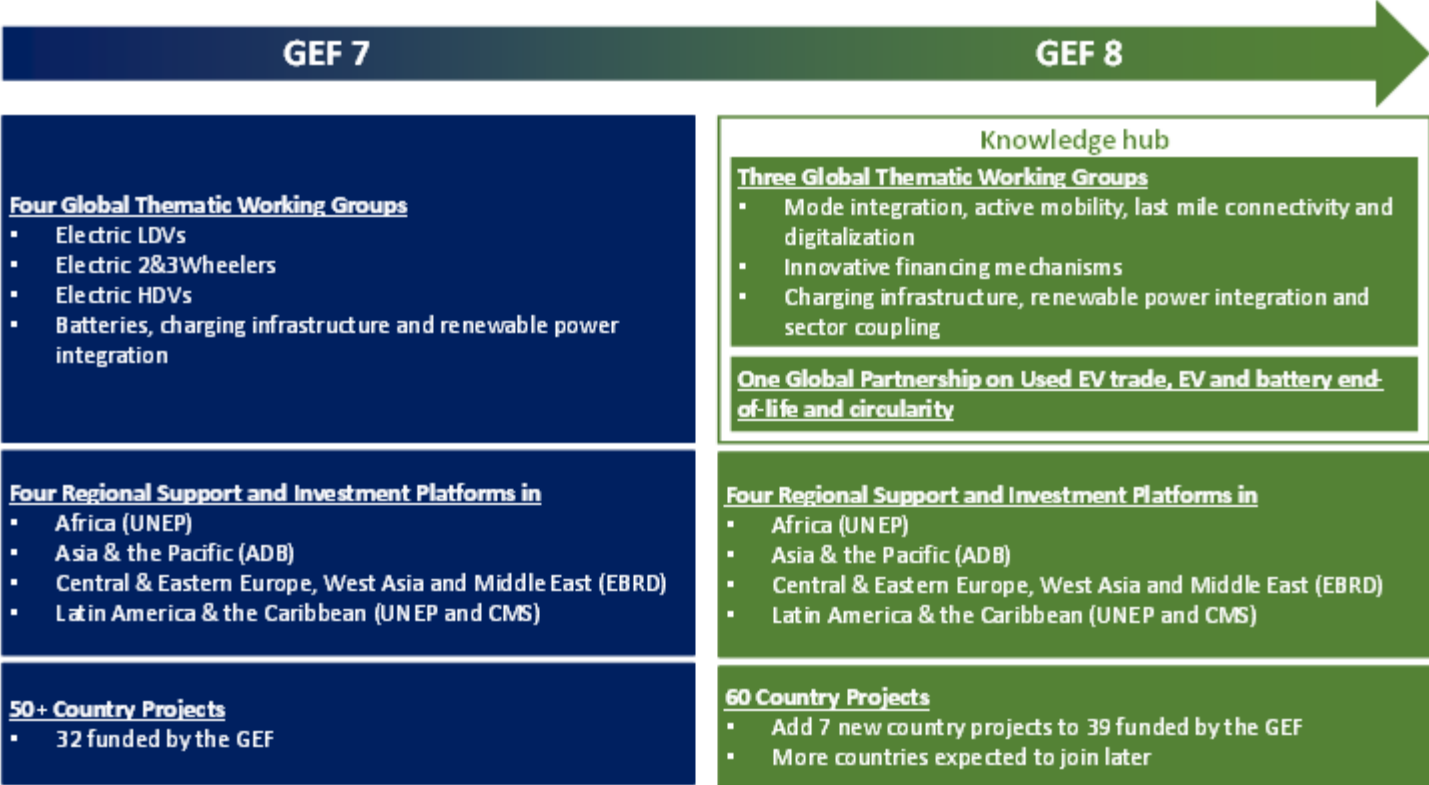 GEF 7
GEF 8
Four Global Thematic Working Groups
▪ Electric LDVs
▪ Electric 2&3Wheelers
▪ Electric HDVs
▪ Batteries, charging infrastructure and renewable power
integration
Four Regional Support and Investment Platforms in
▪ Africa (UNEP)
▪ Asia & the Pacific (ADB)
▪ Central & Eastern Europe, West Asia and Middle East (EBRD)
▪ Latin America & the Caribbean (UNEP and CMS)
50+ Country Projects
▪ 32 funded by the GEF
Knowledge hub
Three Global Thematic Working Groups
▪ Mode integration, active mobility, last mile connectivity and
digitalization
▪ Innovative financing mechanisms
▪ Charging infrastructure, renewable power integration and
sector coupling
One Global Partnership on Used EV trade, EV and battery end-
of-life and circularity
Four Regional Support and Investment Platforms in
▪ Africa (UNEP)
▪ Asia & the Pacific (ADB)
▪ Central & Eastern Europe, West Asia and Middle East (EBRD)
▪ Latin America & the Caribbean (UNEP and CMS)
60 Country Projects
▪ Add 7 new country projects to 39 funded by the GEF
▪ More countries expected to join later